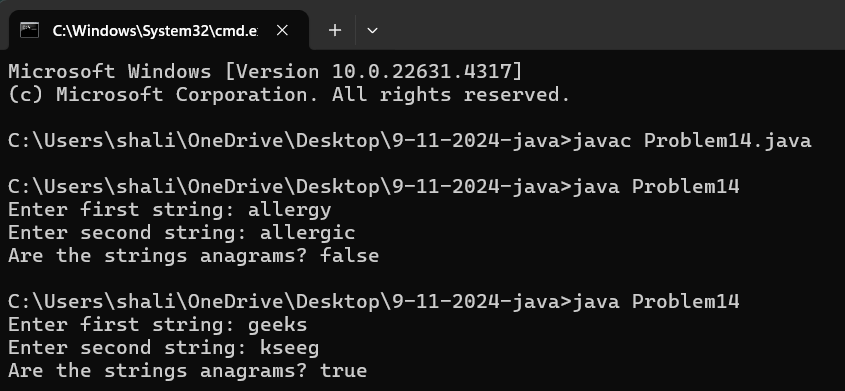 C:\Windows\System32\cmd.e
Microsoft Windows [Version 10.0.22631.4317]
(c) Microsoft Corporation. All rights reserved.
C:\Users\shali\OneDrive\Desktop\9-11-2024-java>javac Problem14.java
C:\Users\shali\OneDrive\Desktop\9-11-2024-java>java Problem14
Enter first string: allergy
Enter second string: allergic
Are the strings anagrams? false
C:\Users\shali\OneDrive\Desktop\9-11-2024-java>java Problem14
Enter first string: geeks
Enter second string: kseeg
Are the strings anagrams? true